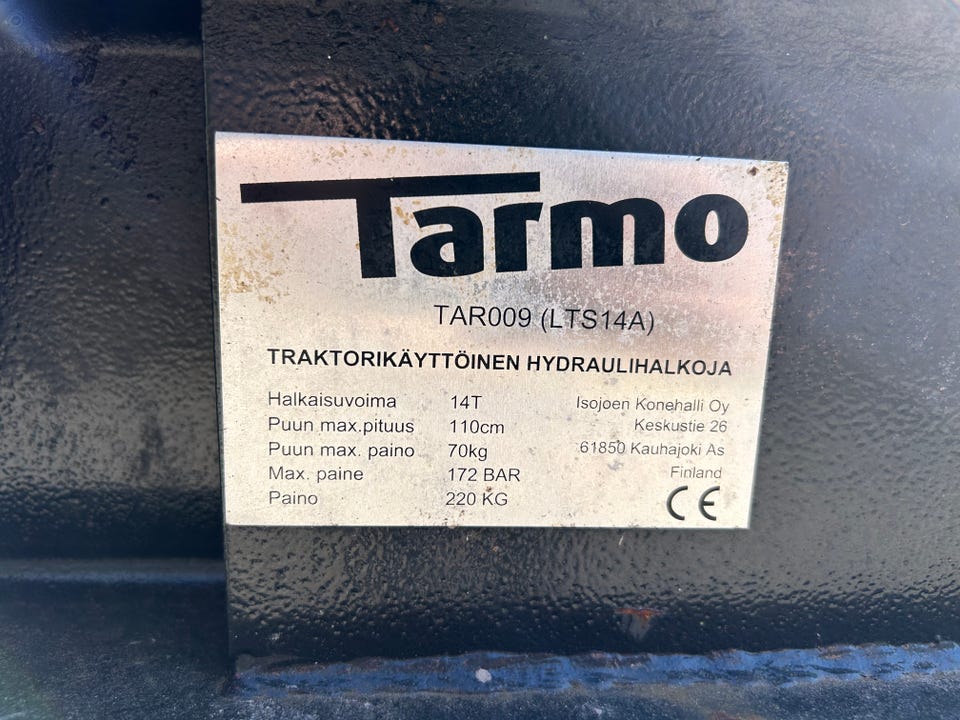 Tarmo
TAR009 (LTS14A)
TRAKTORIKÄYTTÖINEN HYDRAULIHALKOJA
Halkaisuvoima 14T
Puun max.pituus 110cm
Puun max. paino 70kg
Max. paine 172 BAR
Paino 220 KG
Isojoen Konehalli Oy
Keskustie 26
61850 Kauhajoki As
Finland
CE